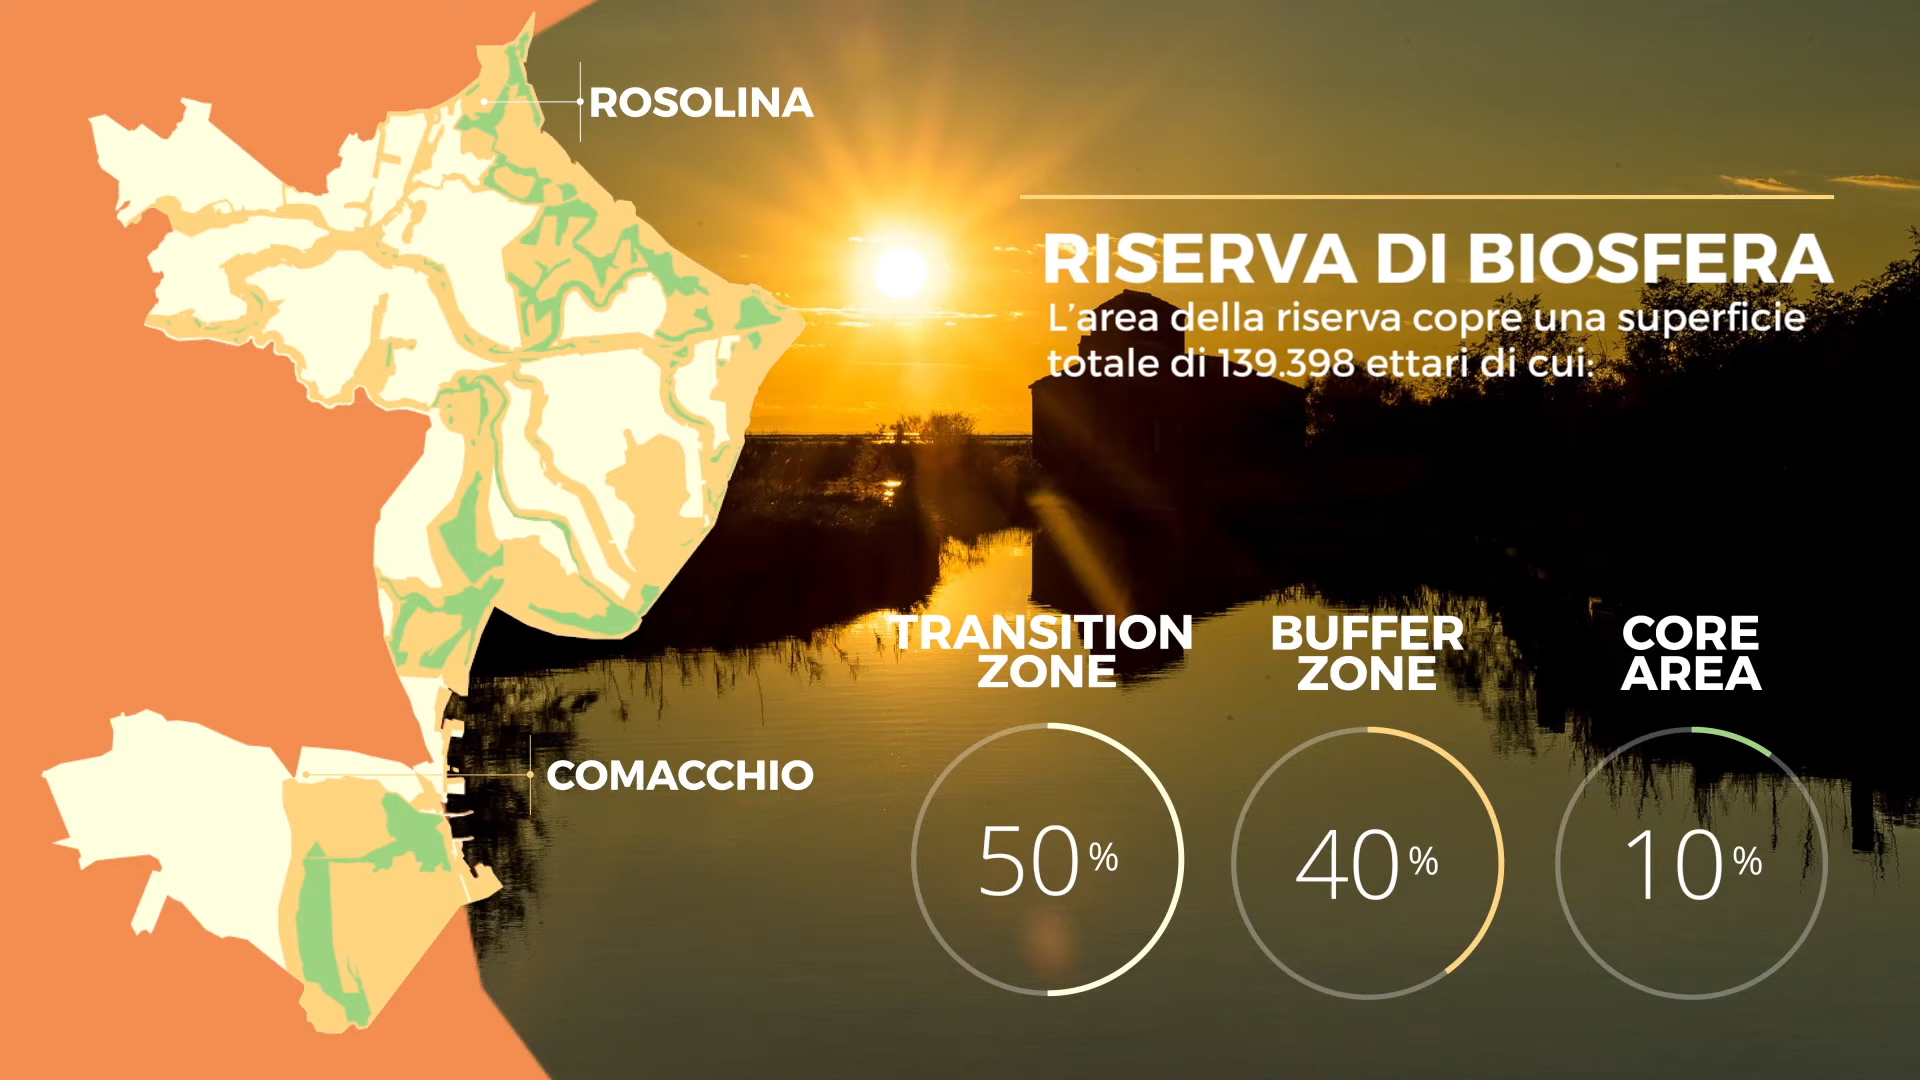 ROSOLINA
RISERVA DI BIOSFERA
L'area della riserva copre una superficie
totale di 139.398 ettari di cui:
TRANSITION
ZONE
BUFFER
ZONE
CORE
AREA
COMACCHIO
50%
40%
10%